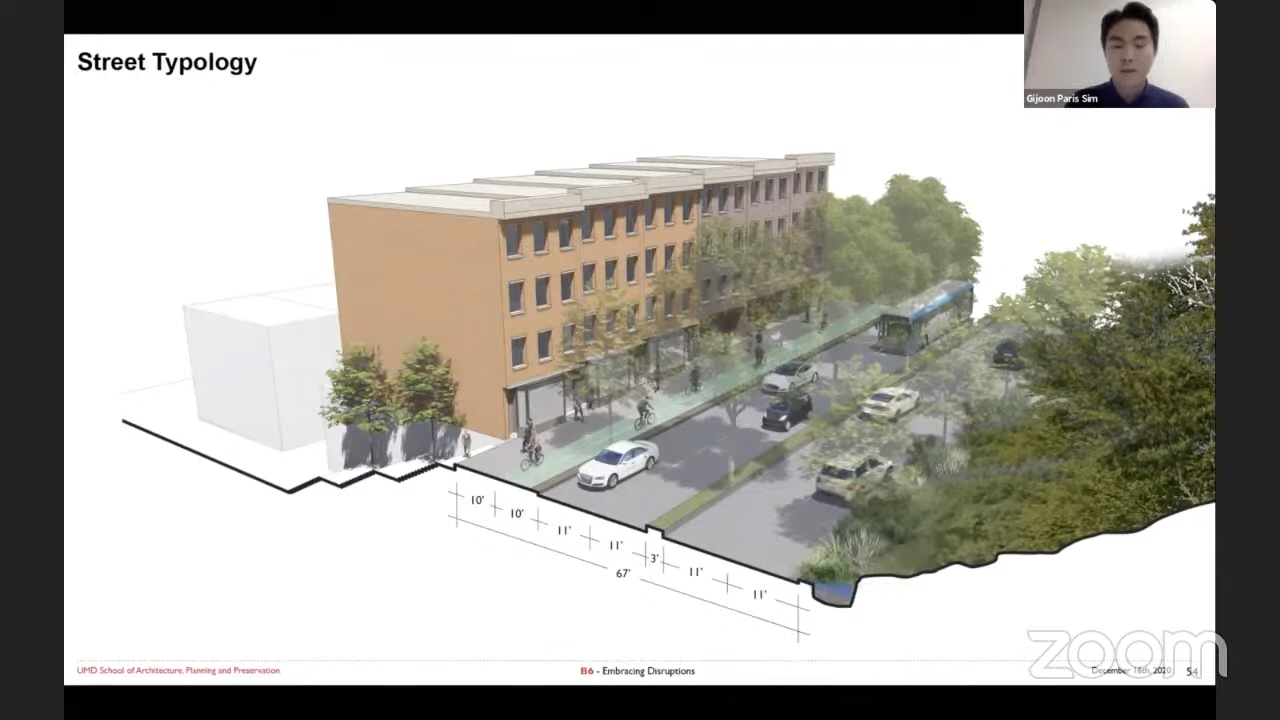 Street Typology
Gijoon Paris Sim
10'
10'
11'
11'
3'
11'
11'
67'
UMD School of Architecture, Planning and Preservation
B6 - Embracing Disruptions
December 16th, 2020
54
zoom